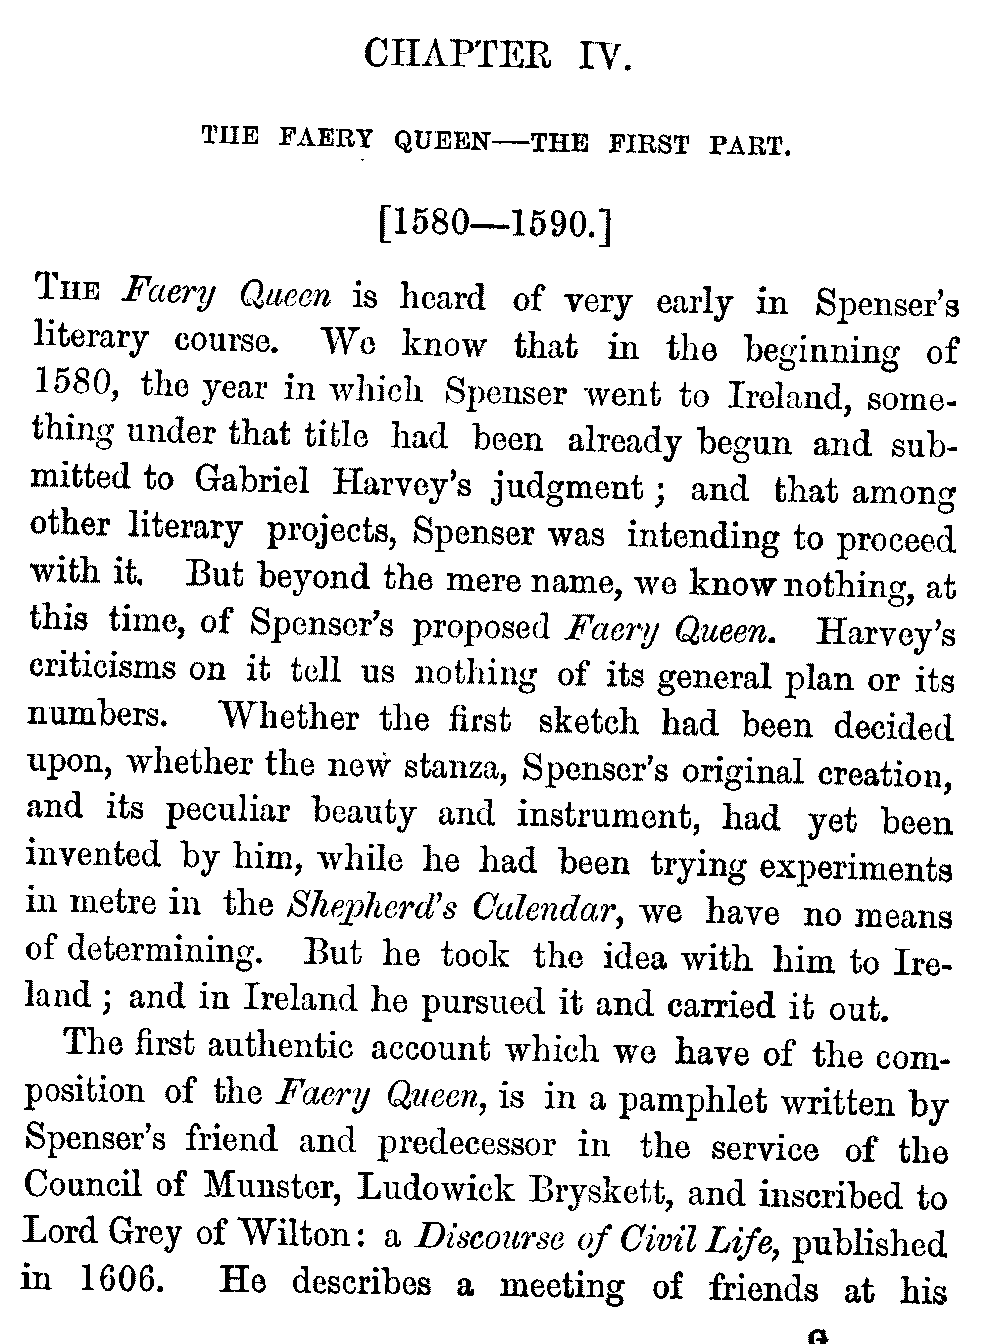 CHAPTER IV.
THE FAERY QUEEN—THE FIRST PART.
[1580—1590.]
THE Faery Queen is heard of very early in Spenser's
literary course. We know that in the beginning of
1580, the year in which Spenser went to Ireland, some-
thing under that title had been already begun and sub-
mitted to Gabriel Harvey's judgment ; and that among
other literary projects, Spenser was intending to proceed
with it. But beyond the mere name, we know nothing, at
this time, of Spenser's proposed Faery Queen. Harvey's
criticisms on it tell us nothing of its general plan or its
numbers. Whether the first sketch had been decided
upon, whether the new stanza, Spenser's original creation,
and its peculiar beauty and instrument, had yet been
invented by him, while he had been trying experiments
in metre in the Shepherd's Calendar, we have no means
of determining. But he took the idea with him to Ire-
land ; and in Ireland he pursued it and carried it out.
The first authentic account which we have of the com-
position of the Faery Queen, is in a pamphlet written by
Spenser's friend and predecessor in the service of the
Council of Munster, Ludowick Bryskett, and inscribed to
Lord Grey of Wilton: a Discourse of Civil Life, published
in 1606. He describes a meeting of friends at his
G